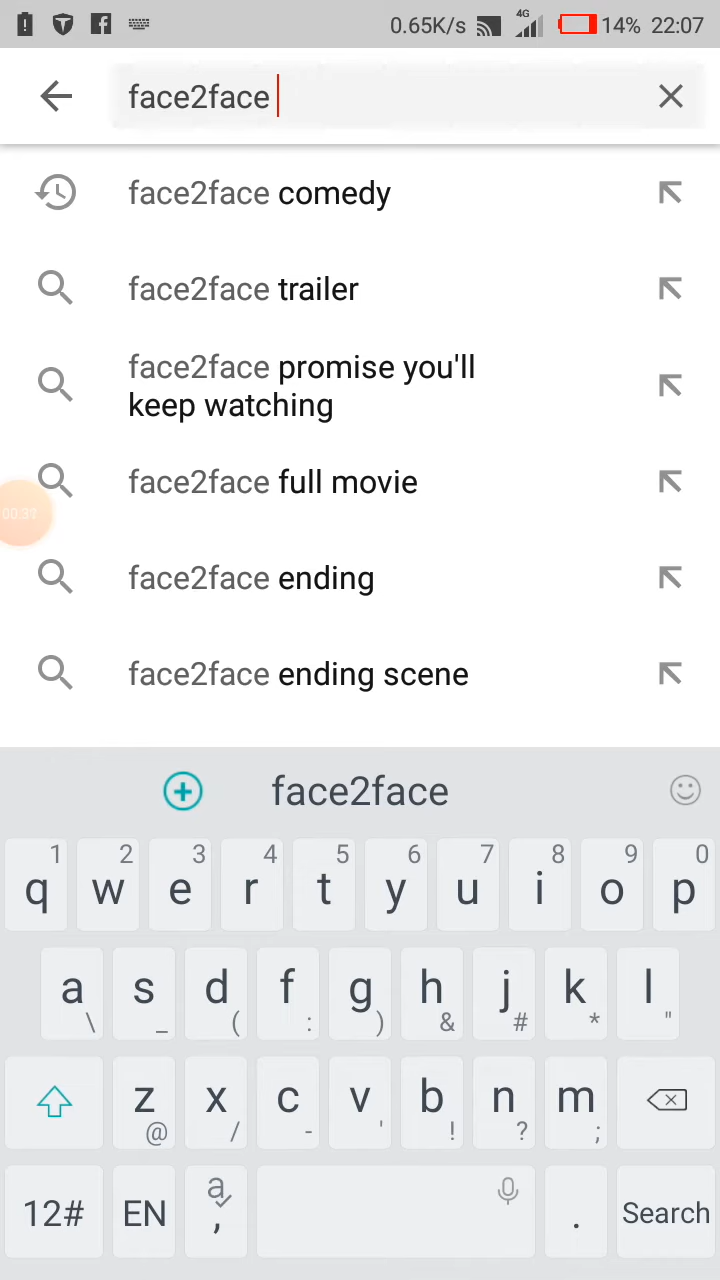 0.65K/s 4G 14% 22:07
face2face
face2face comedy
face2face trailer
face2face promise you'll
keep watching
face2face full movie
00:31
face2face ending
face2face ending scene
face2face
1 2 3 4 5 6 7 8 9 0
q w e r t y u i o p
a s d f g h j k l
\ _ ( : ) & # * "
z x c v b n m
@ / - ' ! ? ;
12# EN a , . Search